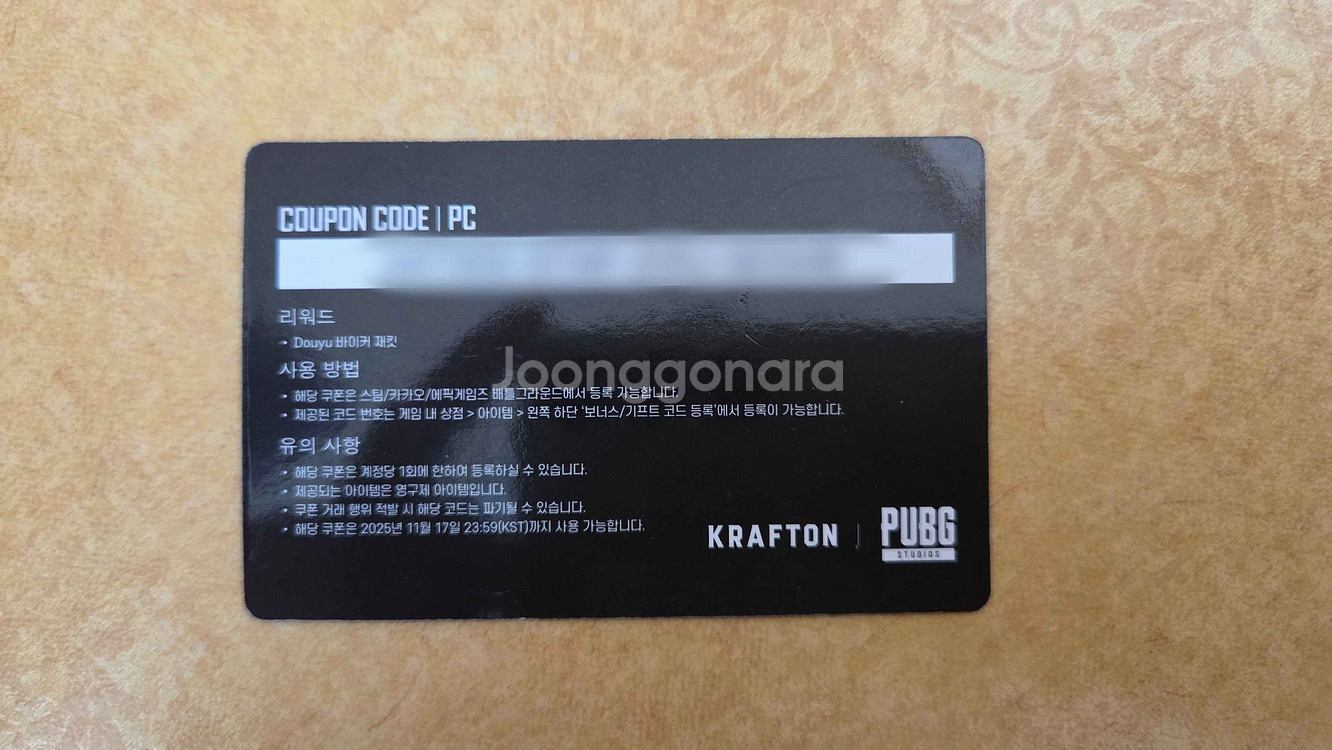 COUPON CODE | PC
리워드
• Douyu 바이커 재킷
사용 방법
Joonggonara
• 해당 쿠폰은 스팀/카카오/에픽게임즈 배틀그라운드에서 등록 가능합니다.
• 제공된 코드 번호는 게임 내 상점 > 아이템 > 왼쪽 하단 '보너스/기프트 코드 등록'에서 등록이 가능합니다.
유의 사항
• 해당 쿠폰은 계정당 1회에 한하여 등록하실 수 있습니다.
• 제공되는 아이템은 영구제 아이템입니다.
• 쿠폰 거래 행위 적발 시 해당 코드는 파기될 수 있습니다.
• 해당 쿠폰은 2025년 11월 17일 23:59(KST)까지 사용 가능합니다.
KRAFTON | PUBG
STUDIOS